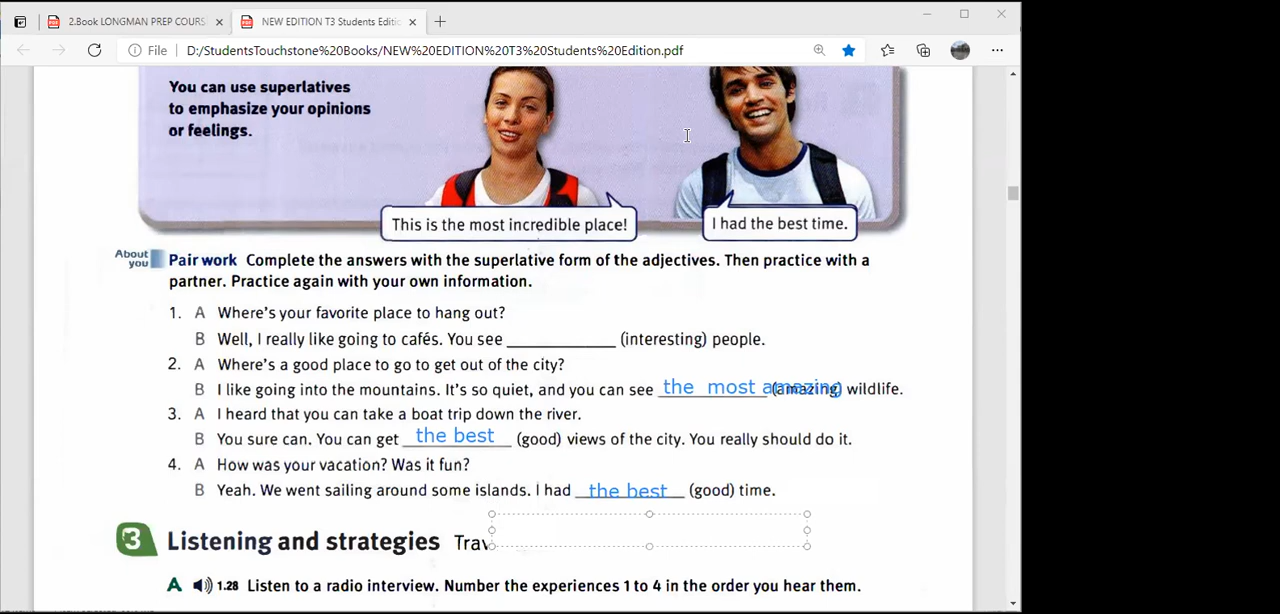 2.Book LONGMAN PREP COURS
NEW EDITION T3 Students Editio
File
D:/StudentsTouchstone%20Books/NEW%20EDITION%20T3%20Students%20Edition.pdf
You can use superlatives
to emphasize your opinions
or feelings.
This is the most incredible place!
I had the best time.
About
you
Pair work Complete the answers with the superlative form of the adjectives. Then practice with a
partner. Practice again with your own information.
1. A Where's your favorite place to hang out?
B Well, I really like going to cafés. You see ____________ (interesting) people.
2. A Where's a good place to go to get out of the city?
B I like going into the mountains. It's so quiet, and you can see the most amazing (amazing) wildlife.
3. A I heard that you can take a boat trip down the river.
B You sure can. You can get the best (good) views of the city. You really should do it.
4. A How was your vacation? Was it fun?
B Yeah. We went sailing around some islands. I had the best (good) time.
3 Listening and strategies
A 1.28 Listen to a radio interview. Number the experiences 1 to 4 in the order you hear them.